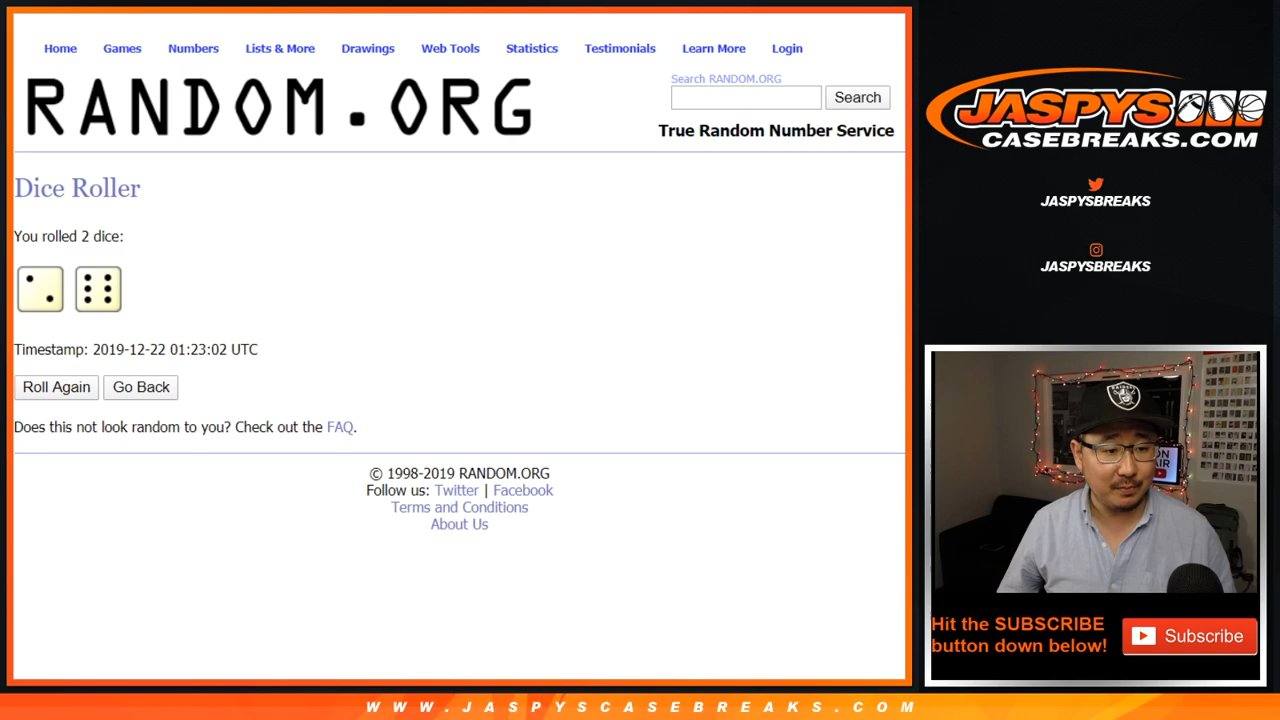 Home Games Numbers Lists & More Drawings Web Tools Statistics Testimonials Learn More Login
RANDOM.ORG
Search RANDOM.ORG
Search
True Random Number Service
Dice Roller
You rolled 2 dice:
Timestamp: 2019-12-22 01:23:02 UTC
Roll Again Go Back
Does this not look random to you? Check out the FAQ.
© 1998-2019 RANDOM.ORG
Follow us: Twitter | Facebook
Terms and Conditions
About Us
JASPYS
CASEBREAKS.COM
JASPYSBREAKS
JASPYSBREAKS
RAIDERS
ON
AIR
Hit the SUBSCRIBE
button down below!
Subscribe
WWW.JASPYSCASEBREAKS.COM